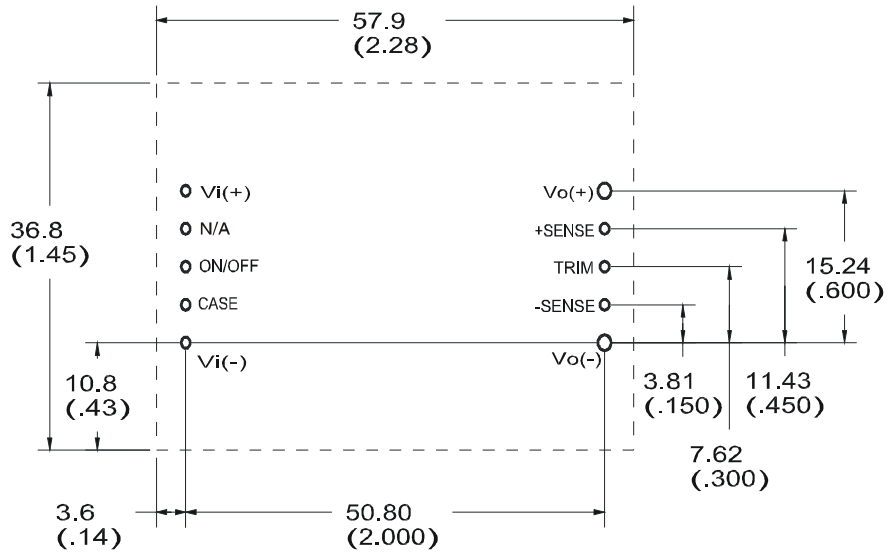 57.9
(2.28)
Vi(+)
Vo(+)
36.8
(1.45)
N/A
+SENSE
ON/OFF
TRIM
15.24
(.600)
CASE
-SENSE
Vi(-)
Vo(-)
10.8
(.43)
3.81
(.150)
11.43
(.450)
7.62
(.300)
3.6
(.14)
50.80
(2.000)